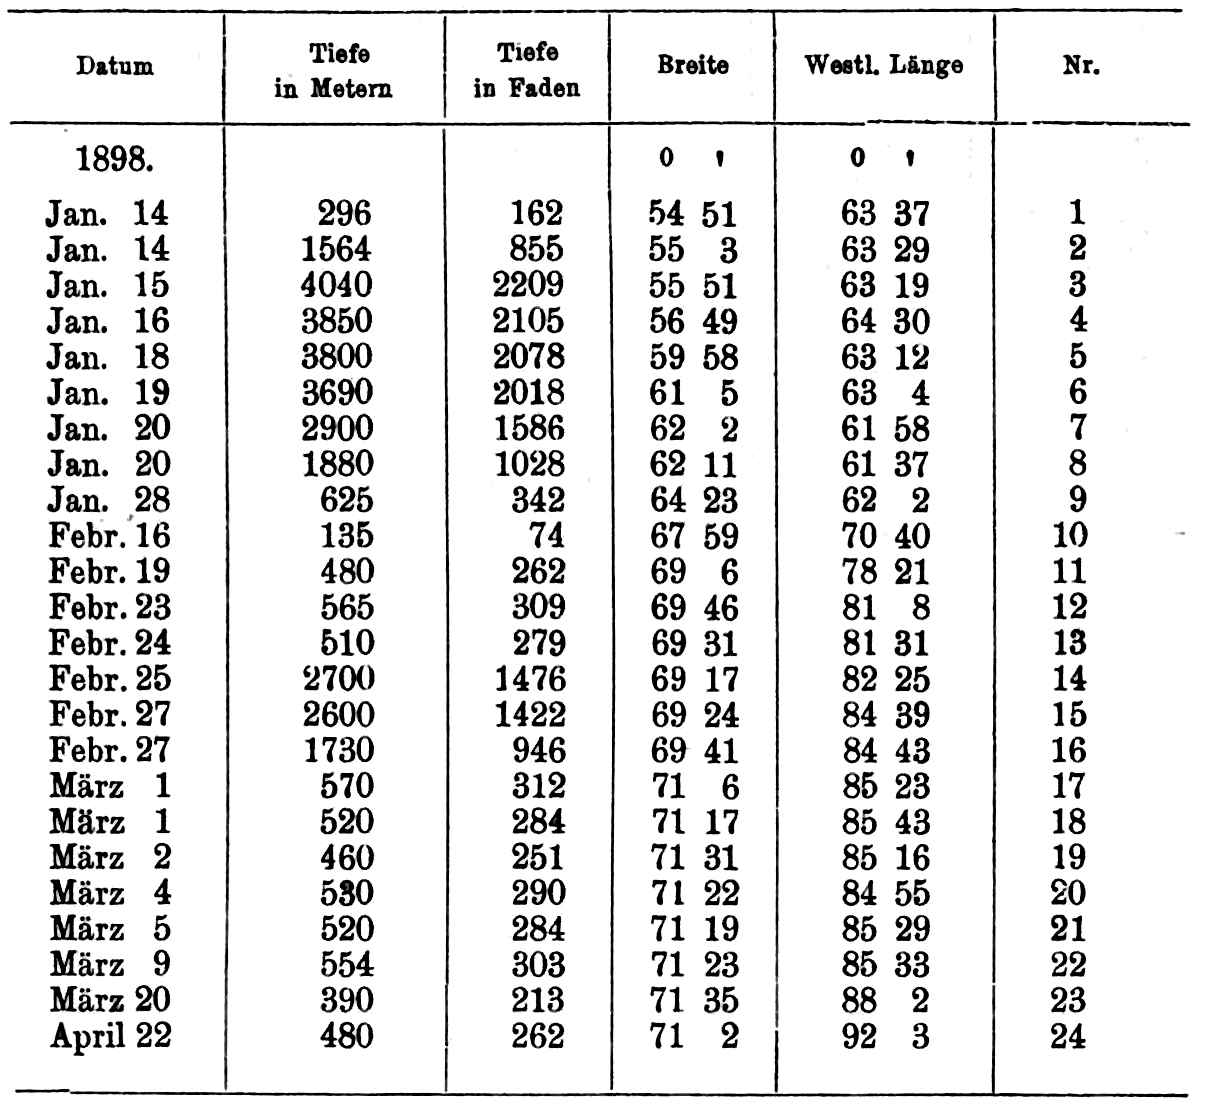 Datum Tiefe in Metern Tiefe in Faden Breite Westl. Länge Nr.
1898. 0 ' 0 '
Jan. 14 296 162 54 51 63 37 1
Jan. 14 1564 855 55 3 63 29 2
Jan. 15 4040 2209 55 51 63 19 3
Jan. 16 3850 2105 56 49 64 30 4
Jan. 18 3800 2078 59 58 63 12 5
Jan. 19 3690 2018 61 5 63 4 6
Jan. 20 2900 1586 62 2 61 58 7
Jan. 20 1880 1028 62 11 61 37 8
Jan. 28 625 342 64 23 62 2 9
Febr. 16 135 74 67 59 70 40 10
Febr. 19 480 262 69 6 78 21 11
Febr. 23 565 309 69 46 81 8 12
Febr. 24 510 279 69 31 81 31 13
Febr. 25 2700 1476 69 17 82 25 14
Febr. 27 2600 1422 69 24 84 39 15
Febr. 27 1730 946 69 41 84 43 16
März 1 570 312 71 6 85 23 17
März 1 520 284 71 17 85 43 18
März 2 460 251 71 31 85 16 19
März 4 530 290 71 22 84 55 20
März 5 520 284 71 19 85 29 21
März 9 554 303 71 23 85 33 22
März 20 390 213 71 35 88 2 23
April 22 480 262 71 2 92 3 24